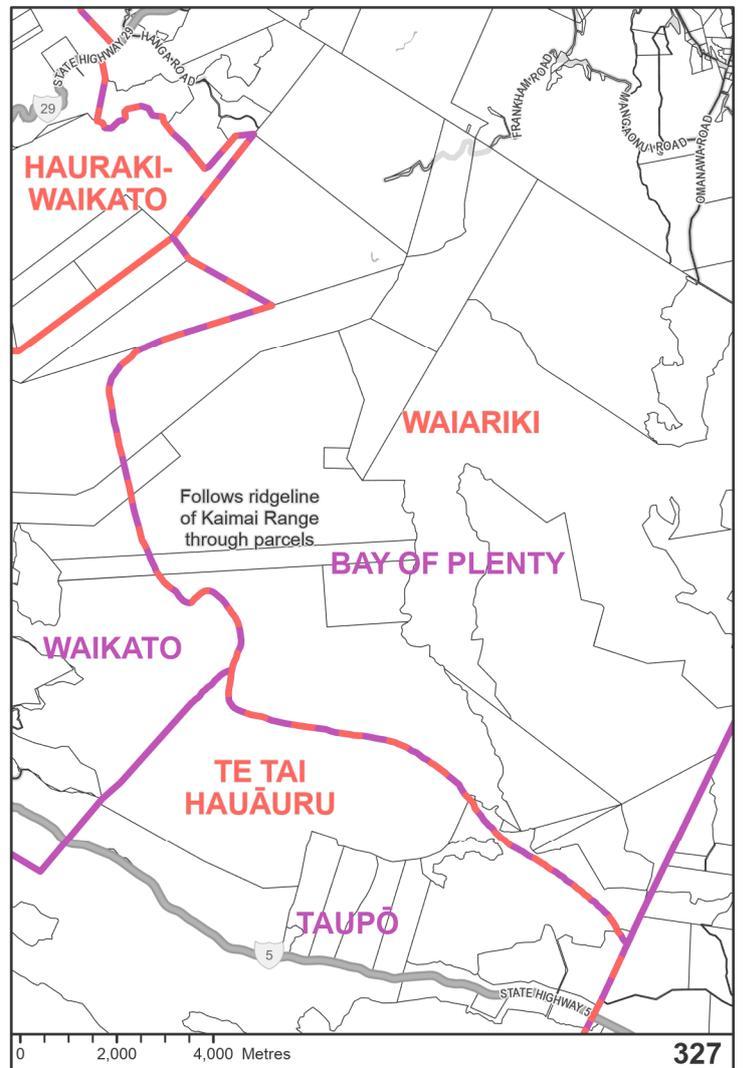 STATE HIGHWAY 29
HANGA ROAD
29
FRANKHAM ROAD
MANGAONUI ROAD
OMANAWA ROAD
HAURAKI-
WAIKATO
WAIARIKI
Follows ridgeline
of Kaimai Range
through parcels
BAY OF PLENTY
WAIKATO
TE TAI
HAUĀURU
TAUPŌ
5
STATE HIGHWAY 5
0 2,000 4,000 Metres
327